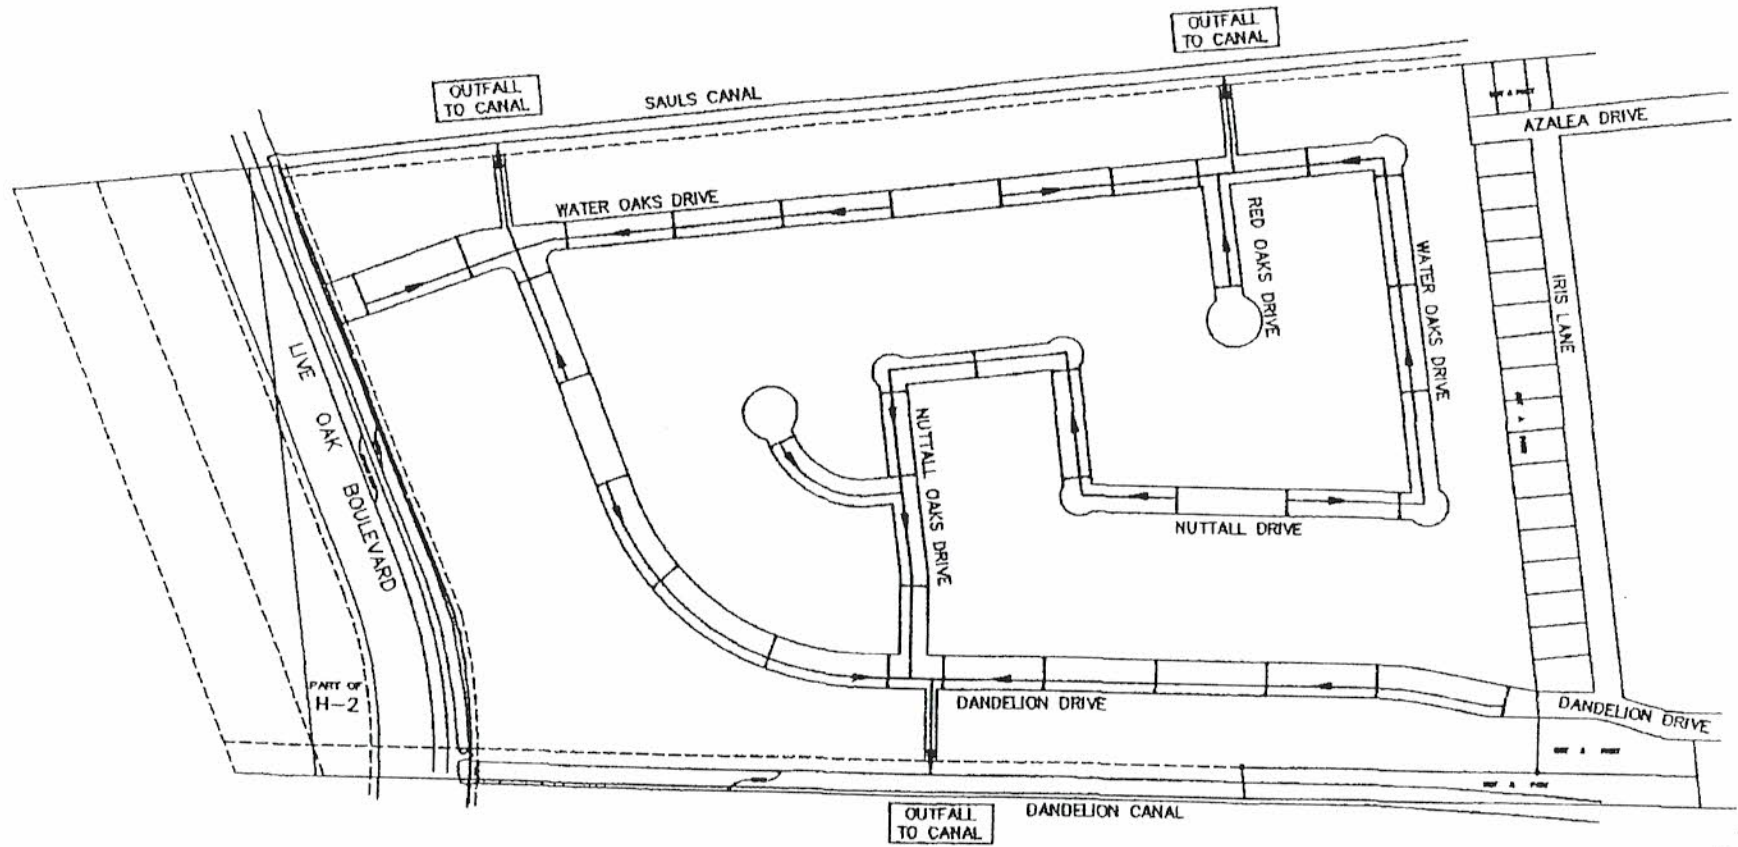 OUTFALL
TO CANAL
OUTFALL
TO CANAL
SAULS CANAL
AZALEA DRIVE
WATER OAKS DRIVE
RED OAKS DRIVE
WATER OAKS DRIVE
IRIS LANE
LIVE OAK BOULEVARD
NUTTALL OAKS DRIVE
NUTTALL DRIVE
PART OF
H-2
DANDELION DRIVE
DANDELION DRIVE
DANDELION CANAL
OUTFALL
TO CANAL